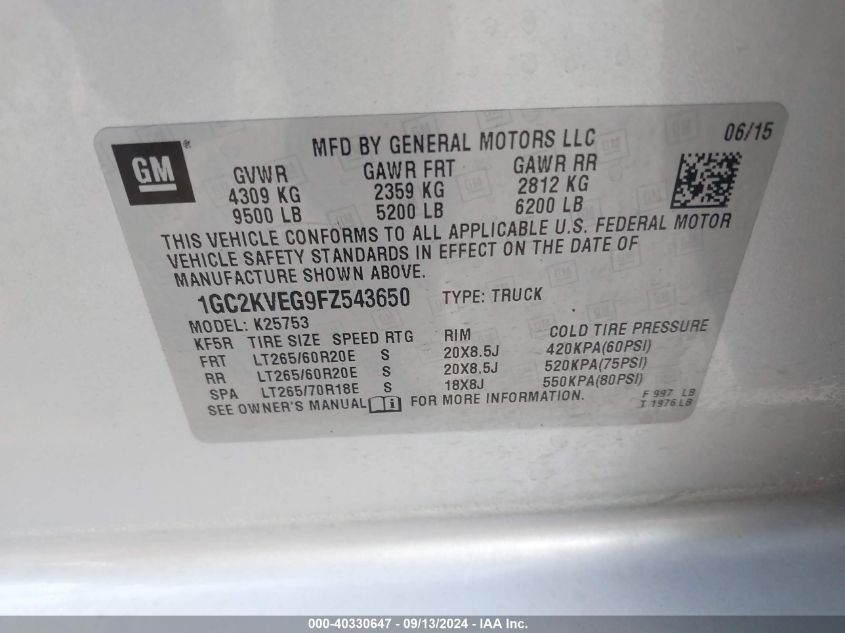 GM ®
MFD BY GENERAL MOTORS LLC 06/15
GVWR GAWR FRT GAWR RR
4309 KG 2359 KG 2812 KG
9500 LB 5200 LB 6200 LB
THIS VEHICLE CONFORMS TO ALL APPLICABLE U.S. FEDERAL MOTOR
VEHICLE SAFETY STANDARDS IN EFFECT ON THE DATE OF
MANUFACTURE SHOWN ABOVE.
1GC2KVEG9FZ543650 TYPE: TRUCK
MODEL: K25753
KF5R TIRE SIZE SPEED RTG RIM COLD TIRE PRESSURE
FRT LT265/60R20E S 20X8.5J 420KPA(60PSI)
RR LT265/60R20E S 20X8.5J 520KPA(75PSI)
SPA LT265/70R18E S 18X8J 550KPA(80PSI)
SEE OWNER'S MANUAL FOR MORE INFORMATION.
F 997 LB
T 1976 LB
000-40330647 - 09/13/2024 - IAA Inc.